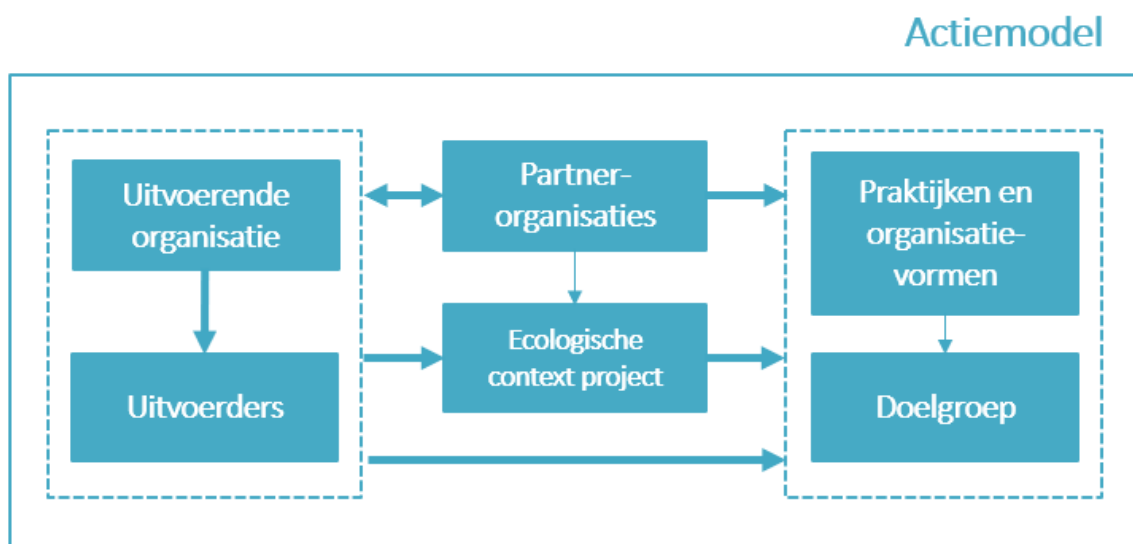 Actiemodel
Uitvoerende
organisatie
Uitvoerders
Partner-
organisaties
Ecologische
context project
Praktijken en
organisatie-
vormen
Doelgroep